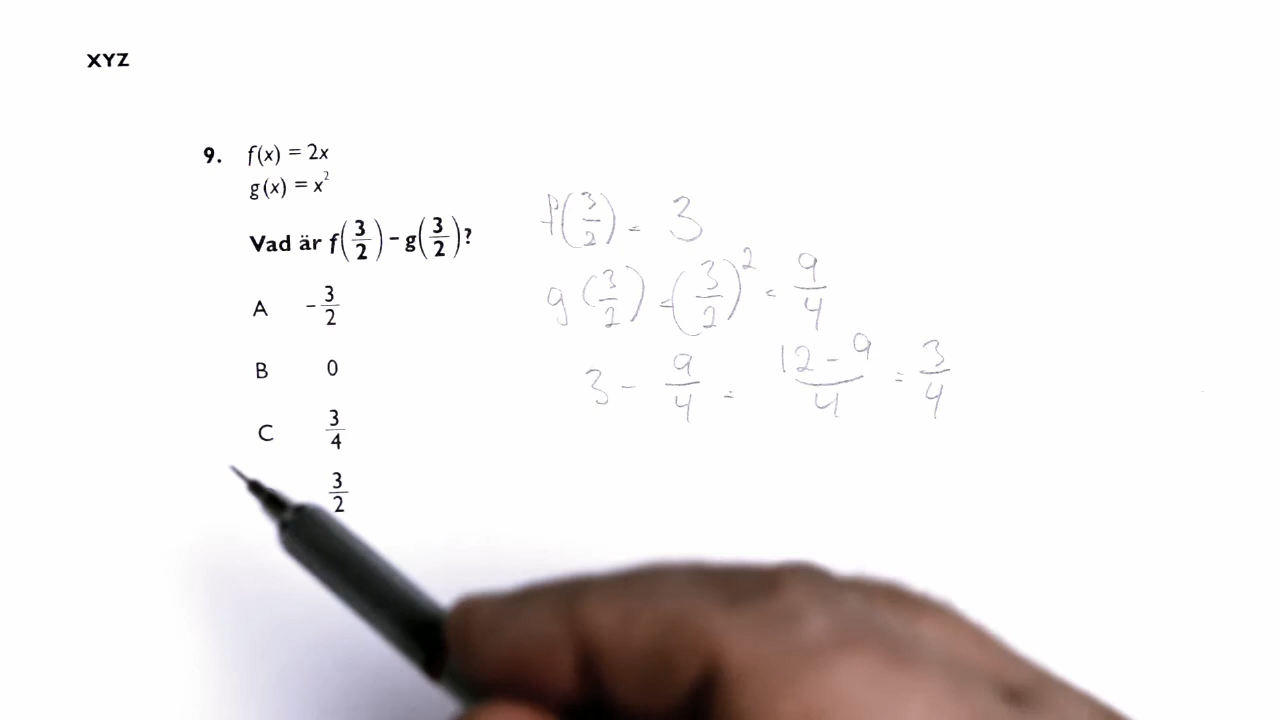 XYZ
9. f(x) = 2x
g(x) = x²
Vad är f(3/2) - g(3/2)?
A -3/2
B 0
C 3/4
3/2
f(3/2) = 3
g(3/2) = (3/2)² = 9/4
3 - 9/4 = (12 - 9)/4 = 3/4